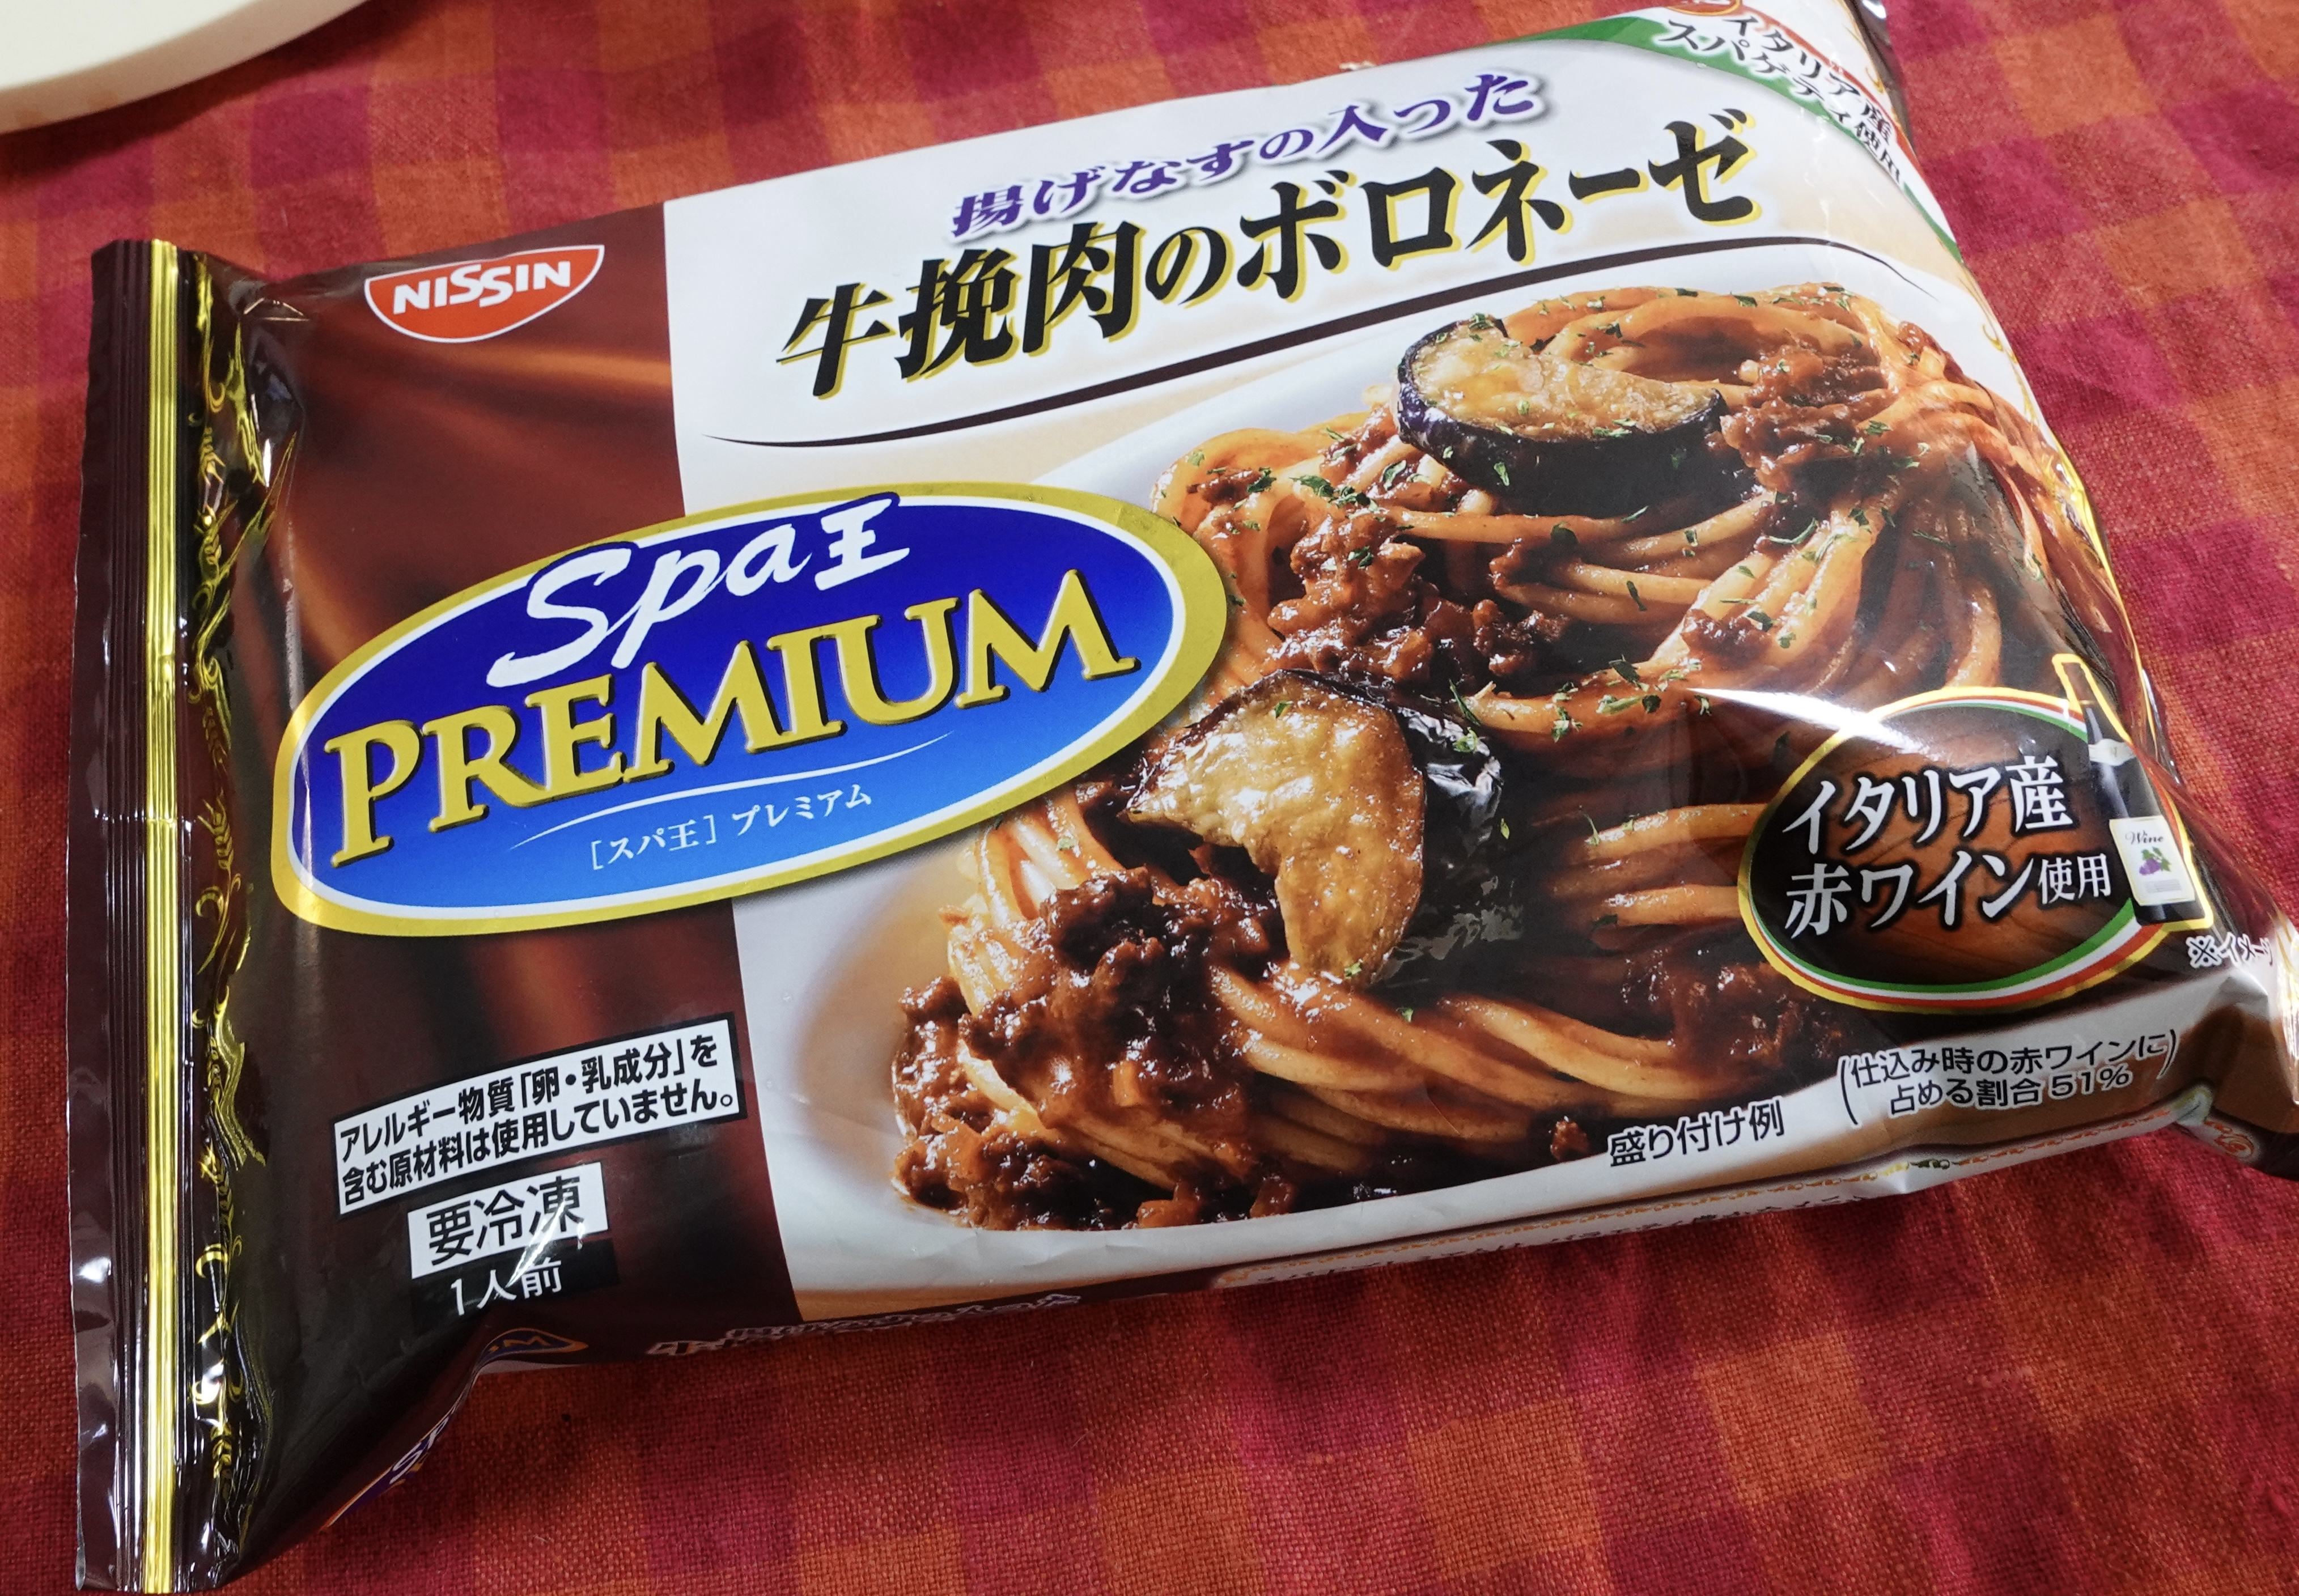 イタリア産
スパゲティ使用
揚げなすの入った
牛挽肉のボロネーゼ
NISSIN
Spa王
PREMIUM
［スパ王］プレミアム
イタリア産
赤ワイン使用
Wine
※イメー
(仕込み時の赤ワインに
占める割合51%)
盛り付け例
アレルギー物質「卵・乳成分」を
含む原材料は使用していません。
要冷凍
1人前